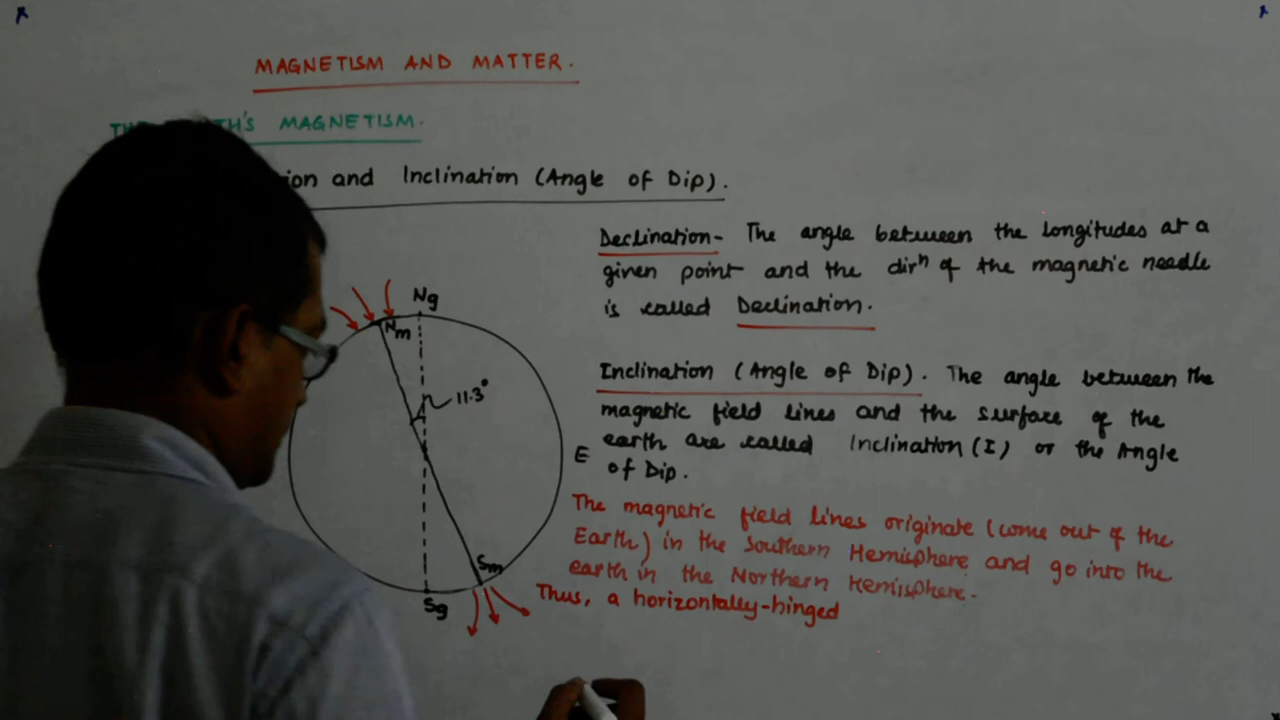 MAGNETISM AND MATTER.
MAGNETISM.
and Inclination (Angle of Dip).
Declination- The angle between the longitudes at a
given point and the dirⁿ of the magnetic needle
is called Declination.
Inclination (Angle of Dip). The angle between the
magnetic field lines and the surface of the
earth are called Inclination (I) or the Angle
of Dip.
The magnetic field lines originate (come out of the
Earth) in the Southern Hemisphere and go into the
earth in the Northern Hemisphere.
Thus, a horizontally-hinged
Ng
Nm
11.3°
E
Sm
Sg